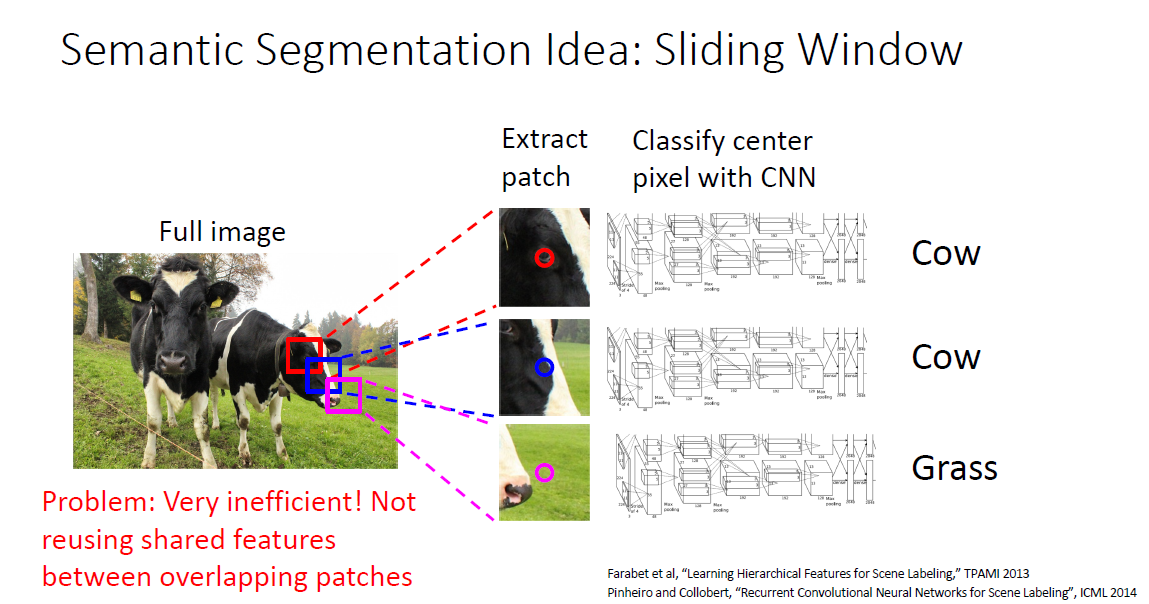 Semantic Segmentation Idea: Sliding Window
Full image
Extract
patch
Classify center
pixel with CNN
Cow
Cow
Grass
Problem: Very inefficient! Not
reusing shared features
between overlapping patches
Farabet et al, “Learning Hierarchical Features for Scene Labeling,” TPAMI 2013
Pinheiro and Collobert, “Recurrent Convolutional Neural Networks for Scene Labeling”, ICML 2014